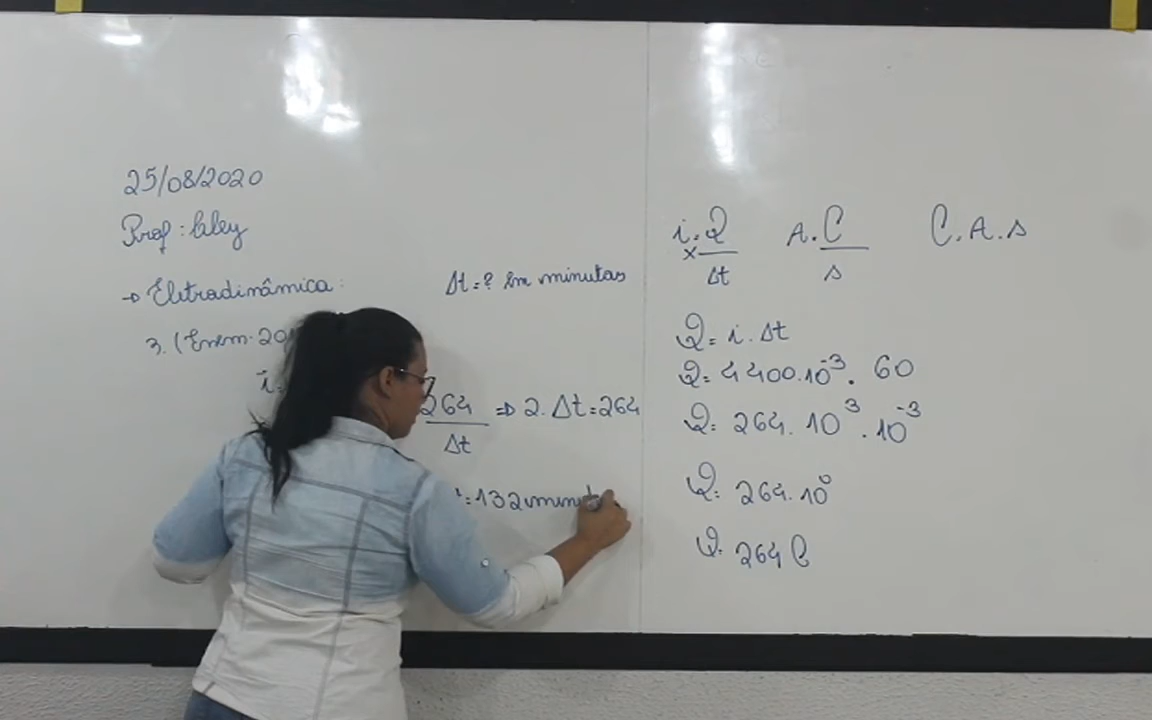 25/08/2020
Prof: Cley
→ Eletrodinâmica:
3. (Enem-20
i=
Δt=? Em minutos
264 ⇒ 2. Δt=264
Δt
=132 minut
i = Q A = C C = A.s
× Δt s
Q = i. Δt
Q = 4400.10⁻³. 60
Q = 264. 10³ . 10⁻³
Q = 264. 10⁰
Q = 264 C